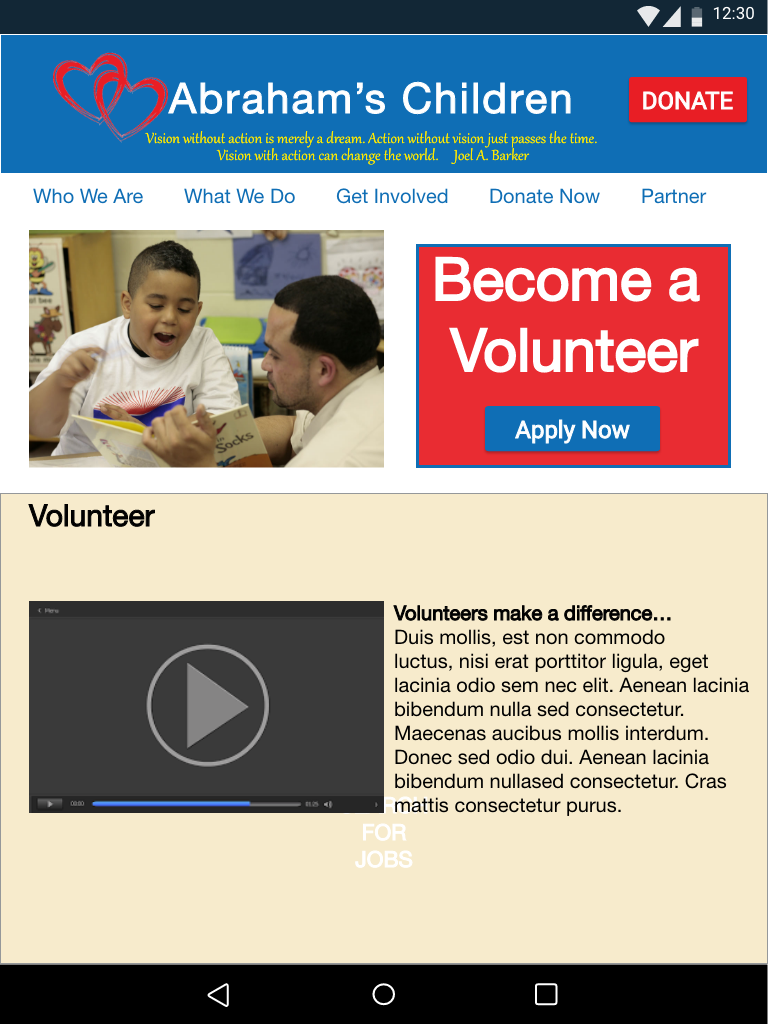 12:30
Abraham’s Children
DONATE
Vision without action is merely a dream. Action without vision just passes the time.
Vision with action can change the world. Joel A. Barker
Who We Are What We Do Get Involved Donate Now Partner
Socks
Become a
Volunteer
Apply Now
Volunteer
Menu
Volunteers make a difference…
Duis mollis, est non commodo
luctus, nisi erat porttitor ligula, eget
lacinia odio sem nec elit. Aenean lacinia
bibendum nulla sed consectetur.
Maecenas aucibus mollis interdum.
Donec sed odio dui. Aenean lacinia
bibendum nullased consectetur. Cras
mattis consectetur purus.
00:00 01:25
FOR
JOBS